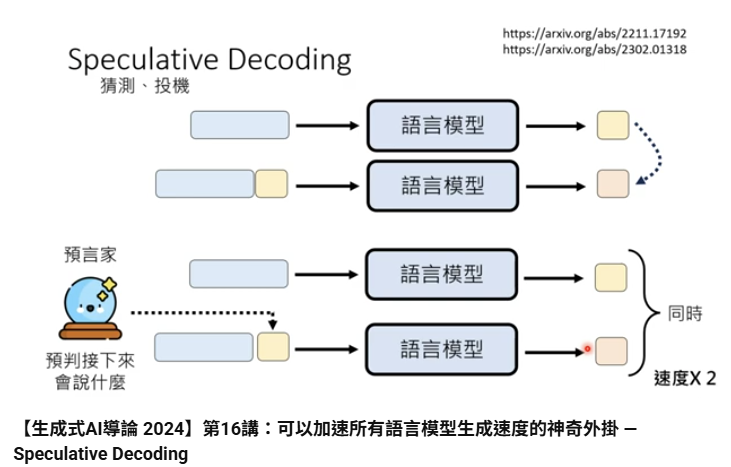 https://arxiv.org/abs/2211.17192
https://arxiv.org/abs/2302.01318
Speculative Decoding
猜測、投機
語言模型
語言模型
預言家
語言模型
同時
預判接下來
會說什麼
語言模型
速度X 2
【生成式AI導論 2024】第16講：可以加速所有語言模型生成速度的神奇外掛 —
Speculative Decoding